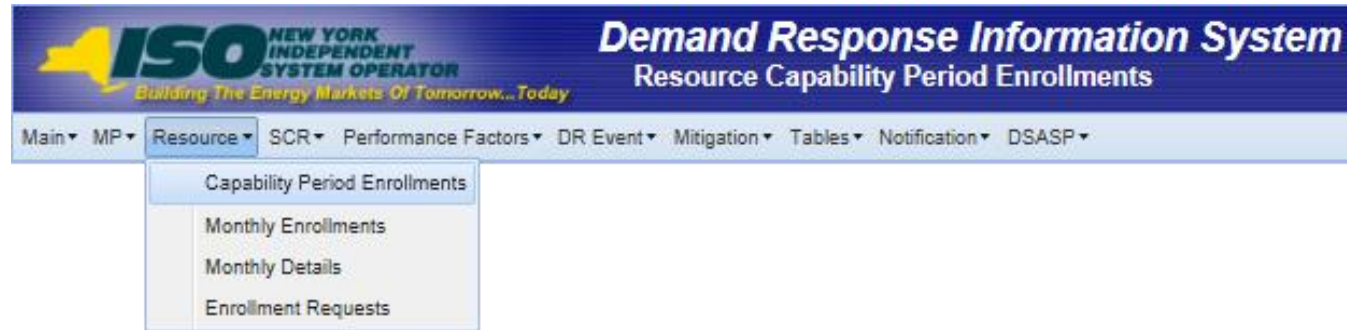 ISO NEW YORK
INDEPENDENT
SYSTEM OPERATOR
Building The Energy Markets Of Tomorrow...Today
Demand Response Information System
Resource Capability Period Enrollments
Main MP Resource SCR Performance Factors DR Event Mitigation Tables Notification DSASP
Capability Period Enrollments
Monthly Enrollments
Monthly Details
Enrollment Requests